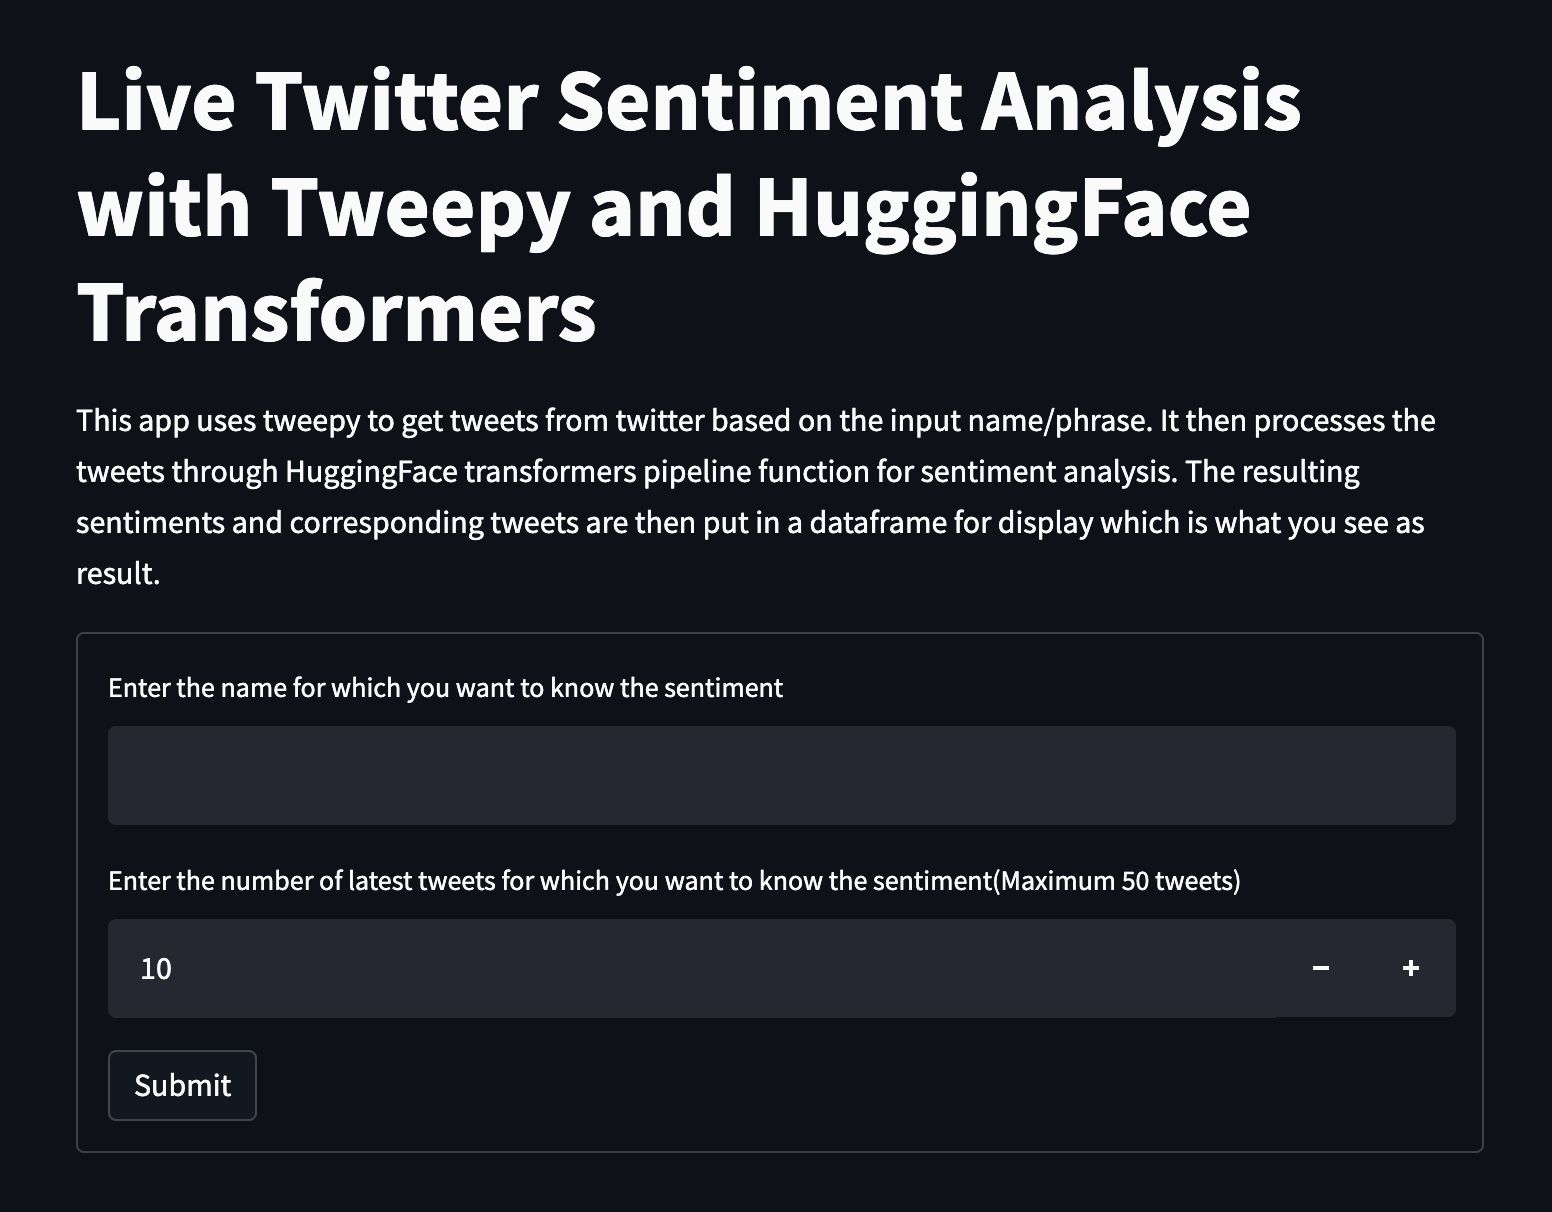 Live Twitter Sentiment Analysis
with Tweepy and HuggingFace
Transformers
This app uses tweepy to get tweets from twitter based on the input name/phrase. It then processes the
tweets through HuggingFace transformers pipeline function for sentiment analysis. The resulting
sentiments and corresponding tweets are then put in a dataframe for display which is what you see as
result.
Enter the name for which you want to know the sentiment
Enter the number of latest tweets for which you want to know the sentiment(Maximum 50 tweets)
10 − +
Submit